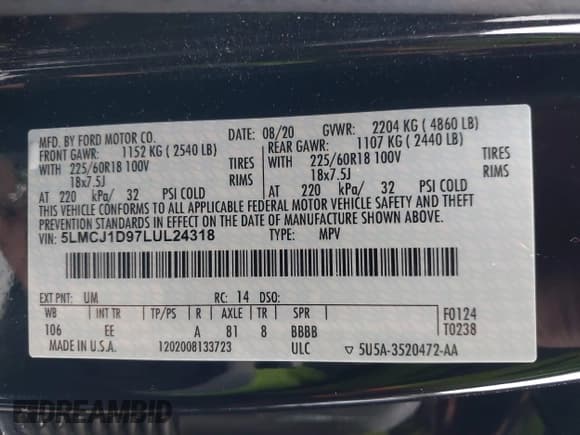 MFD. BY FORD MOTOR CO. DATE: 08/20 GVWR: 2204 KG ( 4860 LB)
FRONT GAWR: 1152 KG ( 2540 LB) REAR GAWR: 1107 KG ( 2440 LB)
WITH 225/60R18 100V TIRES WITH 225/60R18 100V TIRES
18x7.5J RIMS 18x7.5J RIMS
AT 220 kPa/ 32 PSI COLD AT 220 kPa/ 32 PSI COLD
THIS VEHICLE CONFORMS TO ALL APPLICABLE FEDERAL MOTOR VEHICLE SAFETY AND THEFT
PREVENTION STANDARDS IN EFFECT ON THE DATE OF MANUFACTURE SHOWN ABOVE.
VIN: 5LMCJ1D97LUL24318 TYPE: MPV
EXT PNT: UM RC: 14 DSO:
WB INT TR TP/PS R AXLE TR SPR F0124
106 EE A 81 8 BBBB T0238
MADE IN U.S.A. 1202008133723 ULC ▽ 5U5A-3520472-AA
DREAMBID